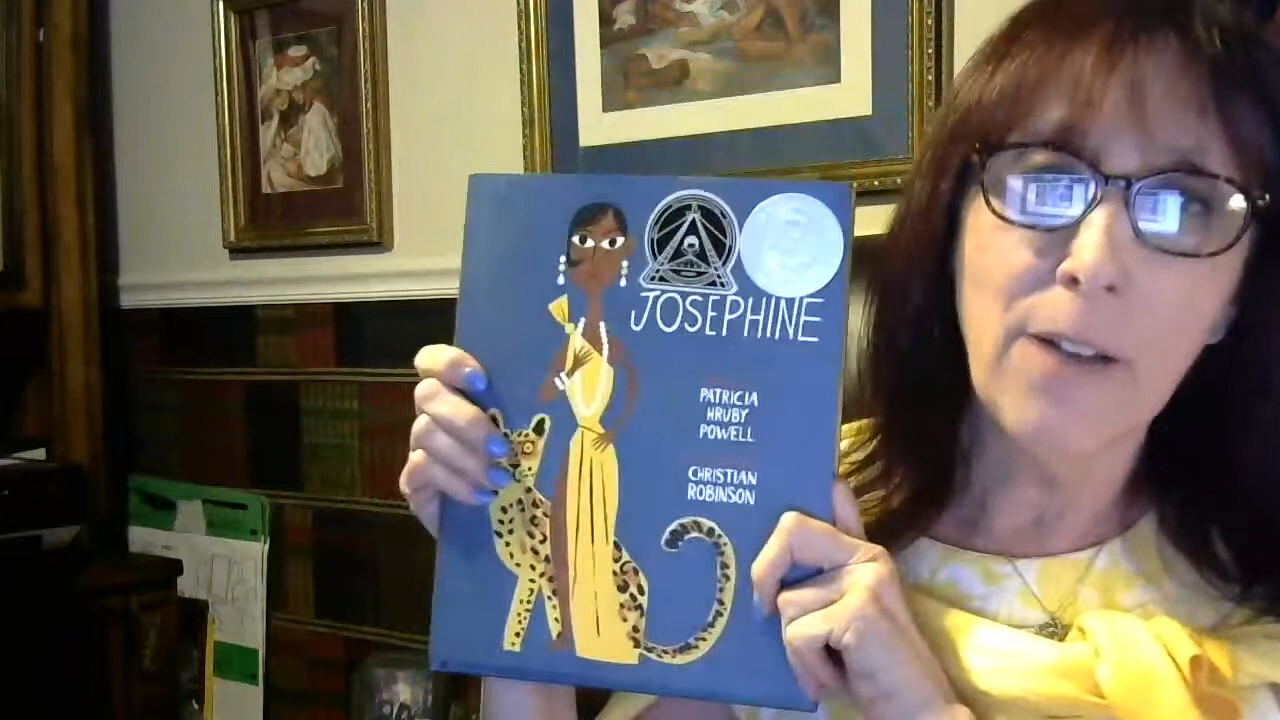 JOSEPHINE
PATRICIA
HRUBY
POWELL
CHRISTIAN
ROBINSON